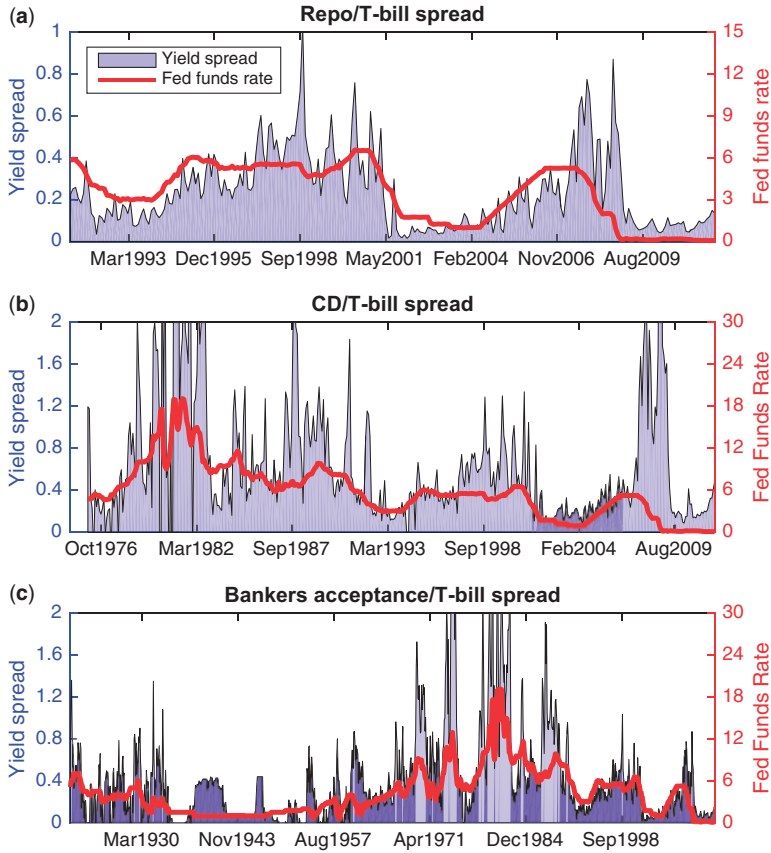 (a)
Repo/T-bill spread
Yield spread
Fed funds rate
1
0.8
0.6
0.4
0.2
0
Yield spread
15
12
9
6
3
0
Fed funds rate
Mar1993 Dec1995 Sep1998 May2001 Feb2004 Nov2006 Aug2009
(b)
CD/T-bill spread
2
1.6
1.2
0.8
0.4
0
Yield spread
30
24
18
12
6
0
Fed Funds Rate
Oct1976 Mar1982 Sep1987 Mar1993 Sep1998 Feb2004 Aug2009
(c)
Bankers acceptance/T-bill spread
2
1.6
1.2
0.8
0.4
0
Yield spread
30
24
18
12
6
0
Fed Funds Rate
Mar1930 Nov1943 Aug1957 Apr1971 Dec1984 Sep1998